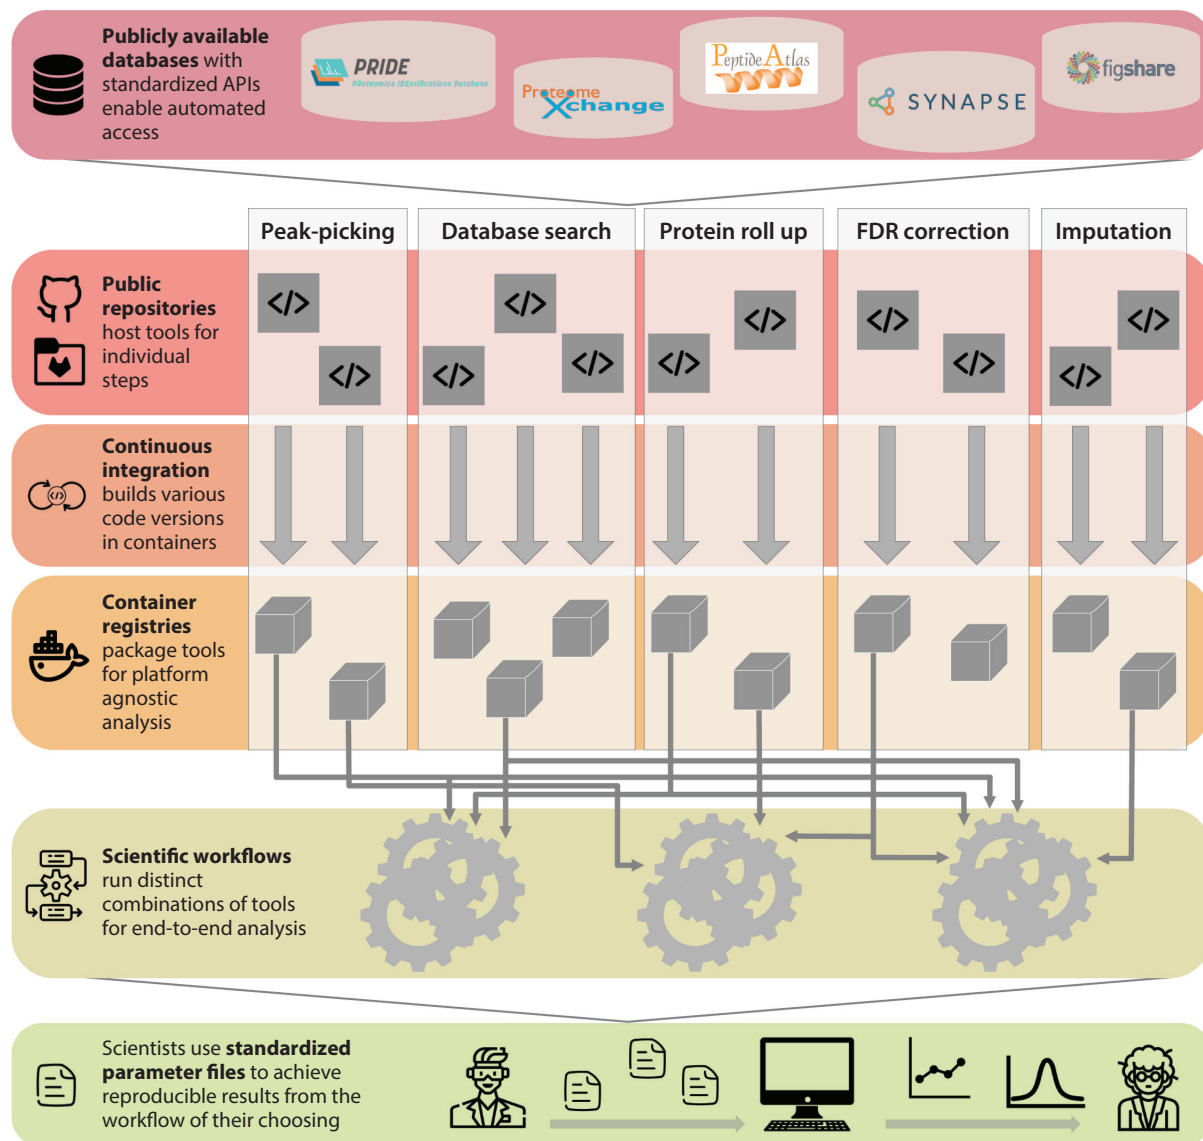 Publicly available
databases with
standardized APIs
enable automated
access
PRIDE
PRoteomics IDEntifications Database
Proteome
Xchange
PeptideAtlas
SYNAPSE
figshare
Peak-picking
Database search
Protein roll up
FDR correction
Imputation
Public
repositories
host tools for
individual
steps
</>
</>
</>
</>
</>
</>
</>
</>
</>
</>
</>
Continuous
integration
builds various
code versions
in containers
</>
Container
registries
package tools
for platform
agnostic
analysis
Scientific workflows
run distinct
combinations of tools
for end-to-end analysis
Scientists use standardized
parameter files to achieve
reproducible results from the
workflow of their choosing